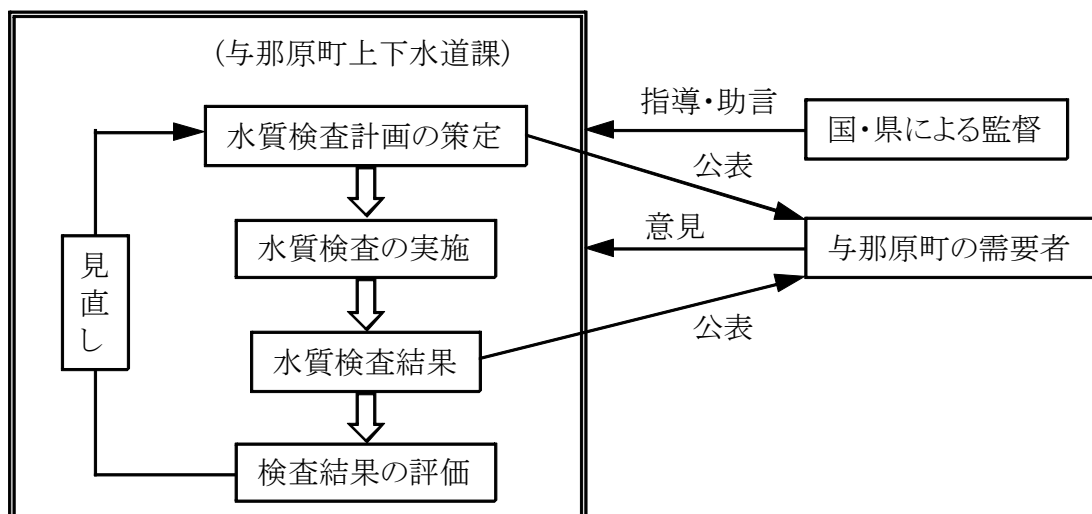 (与那原町上下水道課)
指導・助言
水質検査計画の策定
国・県による監督
公表
意見
水質検査の実施
与那原町の需要者
見直し
公表
水質検査結果
検査結果の評価